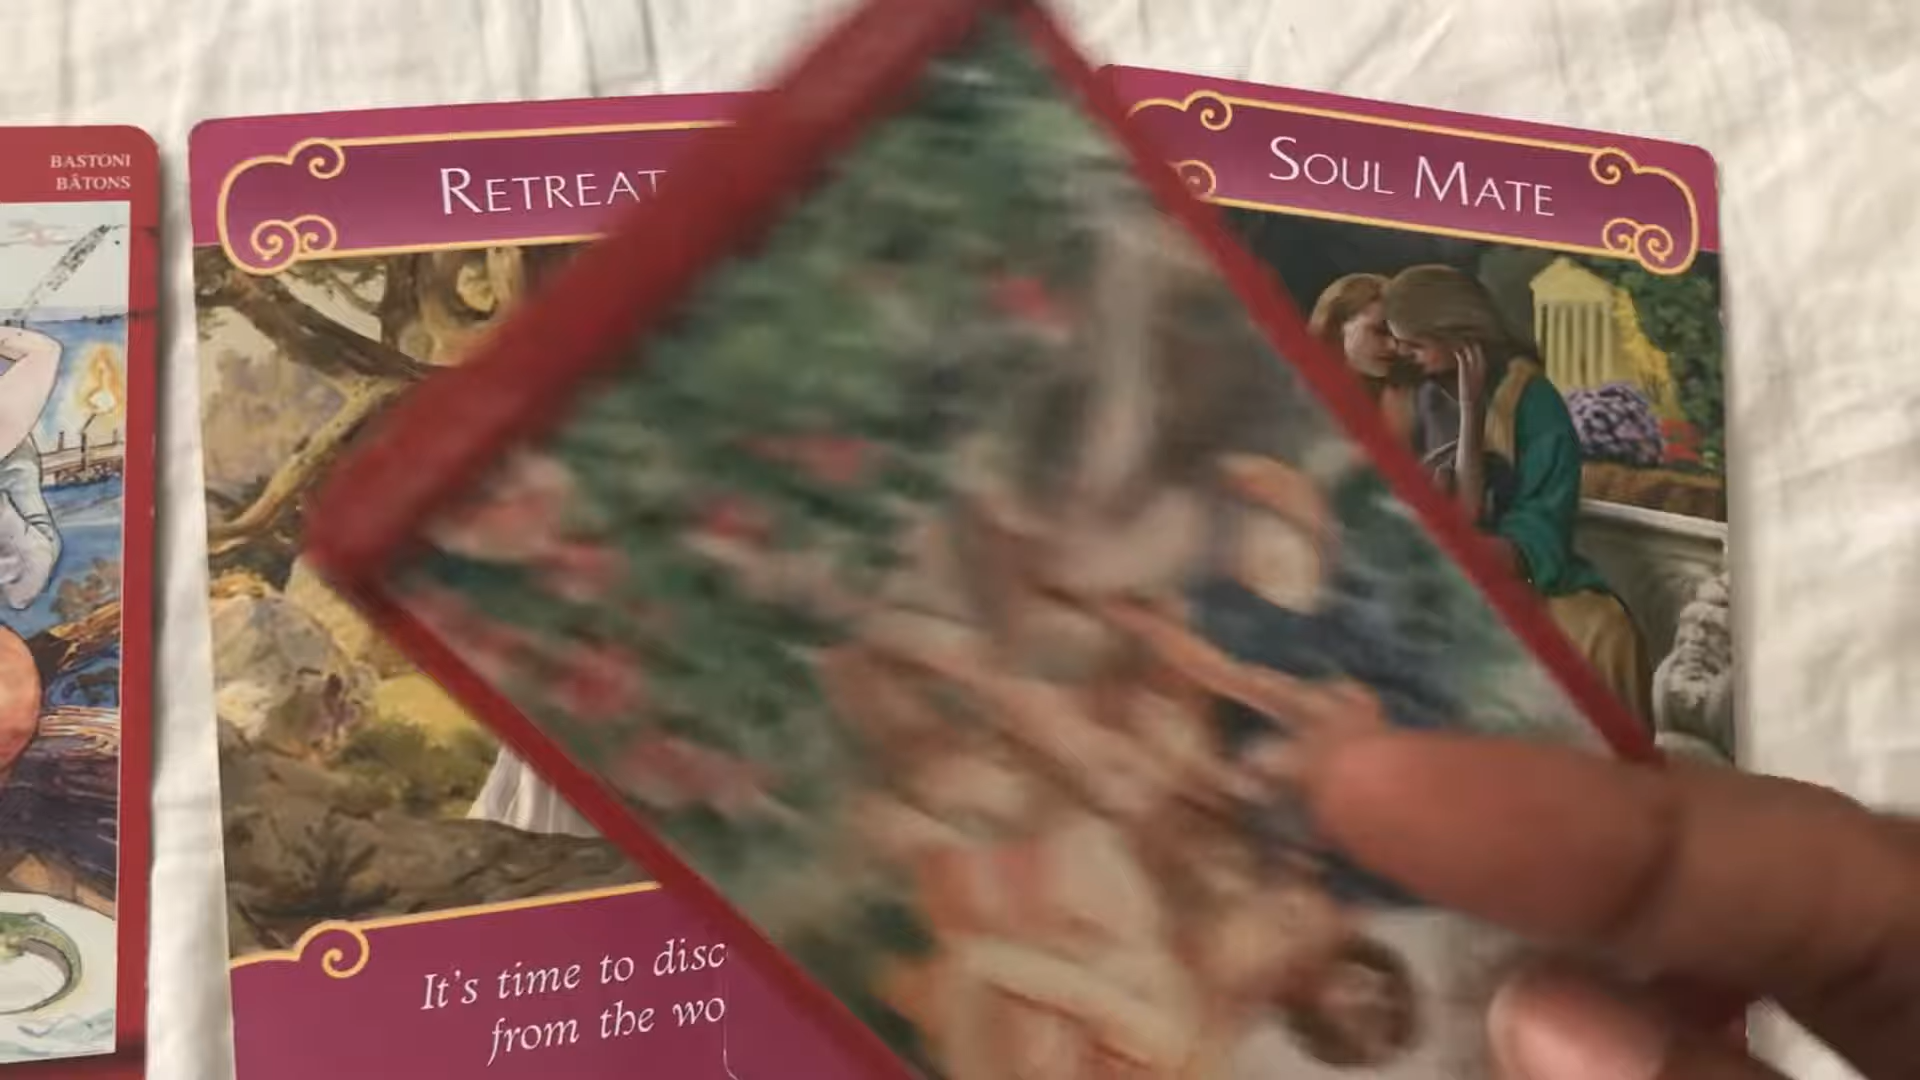 BASTONI
BÂTONS
RETREAT
SOUL MATE
It's time to disc
from the wo